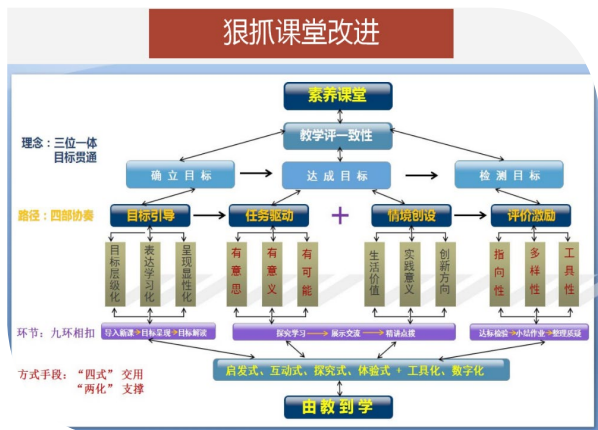 狠抓课堂改进
素养课堂
教学评一致性
理念：三位一体
目标贯通
确立目标
达成目标
检测目标
路径：四部协奏
目标引导
任务驱动
+
情境创设
评价激励
目标层级化
表达学习化
呈现显性化
有意思
有意义
有可能
生活价值
实践意义
创新方向
指向性
多样性
工具性
环节：九环相扣
导入新课→目标呈现→目标解读
探究学习→展示交流→精讲点拨
达标检验→小结作业→整理质疑
方式手段：“四式”交用
“两化”支撑
启发式、互动式、探究式、体验式 + 工具化、数字化
由教到学